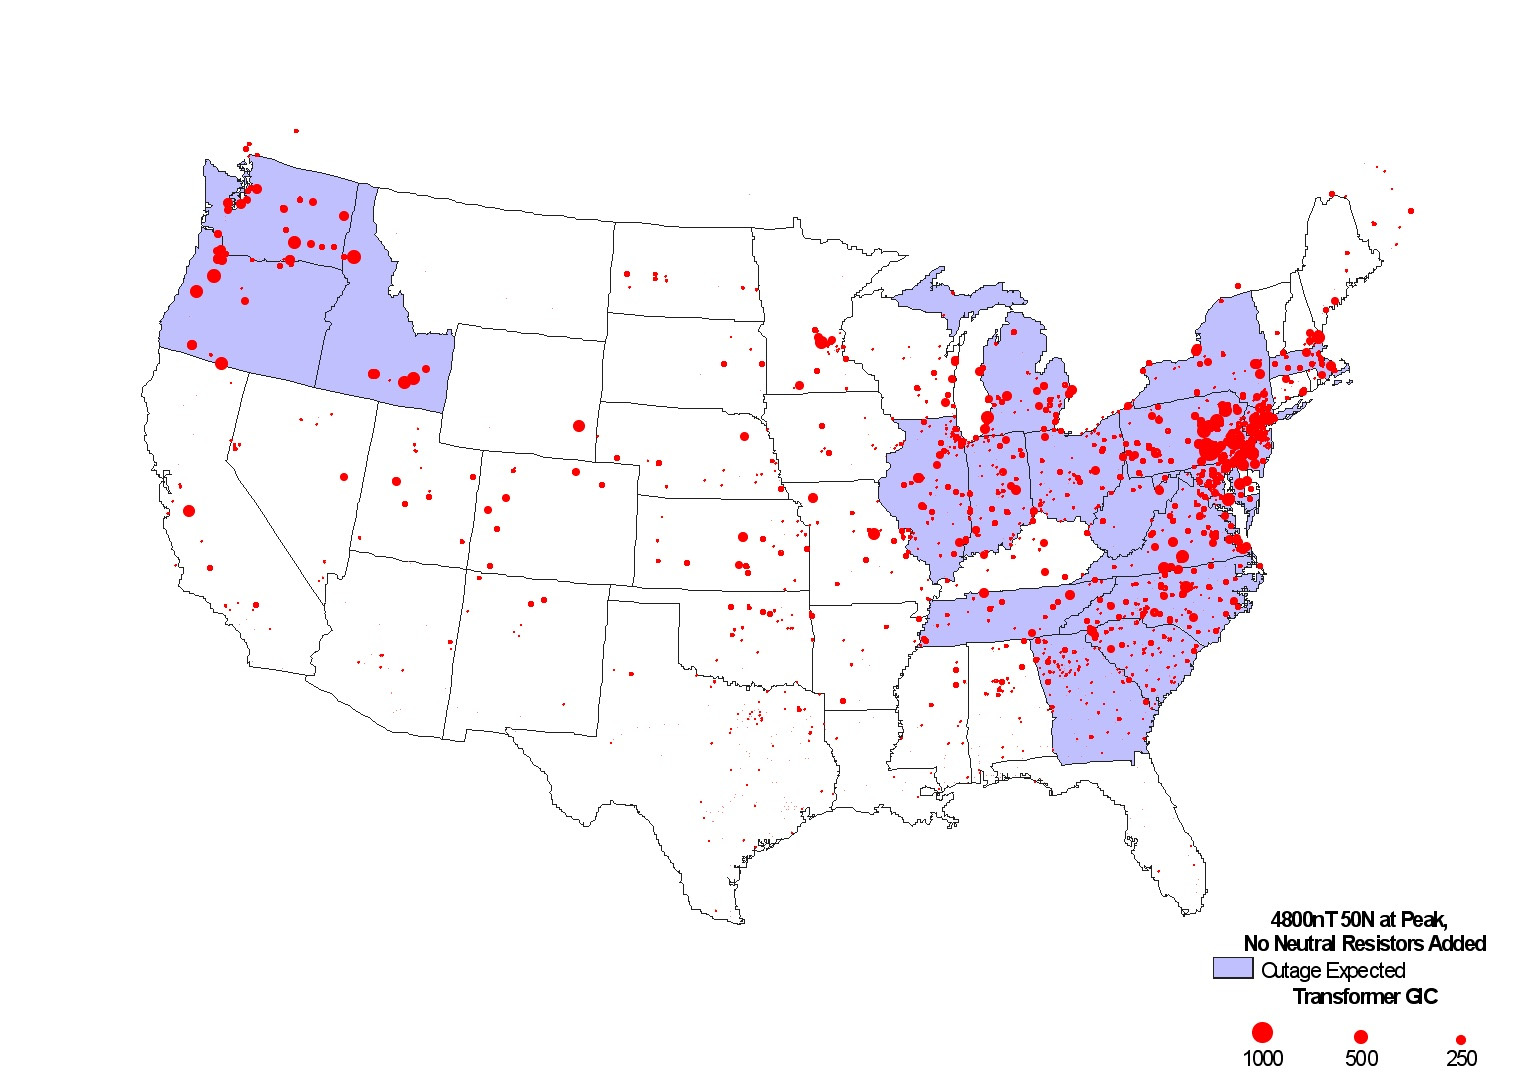 4800nT 50N at Peak,
No Neutral Resistors Added
Outage Expected
Transformer GIC
1000 500 250